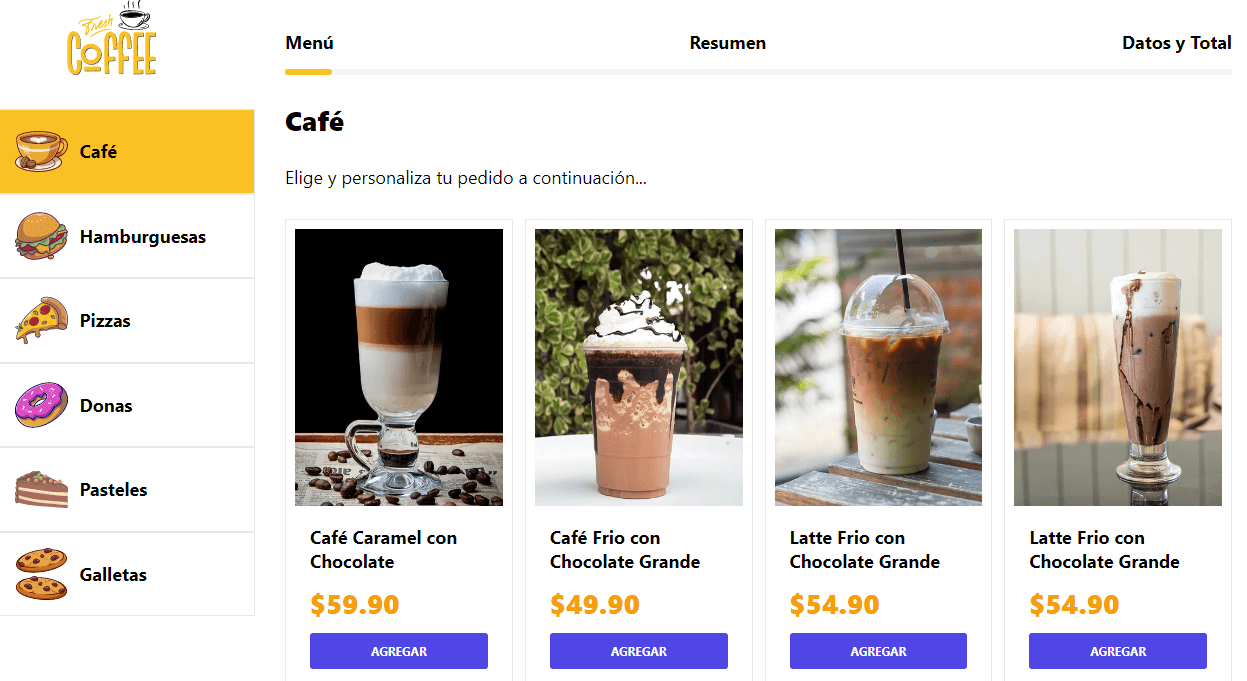 Fresh
COFFEE
Menú
Resumen
Datos y Total
Café
Hamburguesas
Pizzas
Donas
Pasteles
Galletas
Café
Elige y personaliza tu pedido a continuación...
Café Caramel con
Chocolate
$59.90
AGREGAR
Café Frio con
Chocolate Grande
$49.90
AGREGAR
Latte Frio con
Chocolate Grande
$54.90
AGREGAR
Latte Frio con
Chocolate Grande
$54.90
AGREGAR